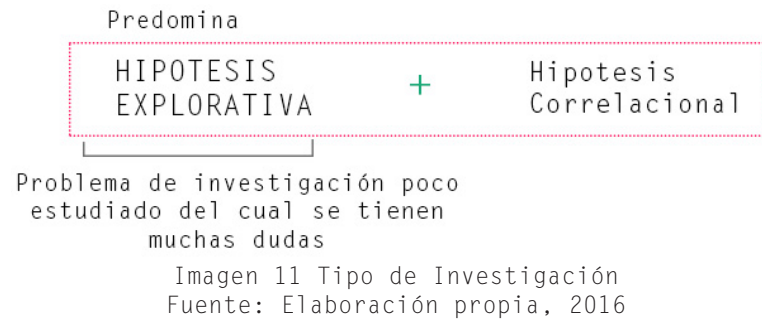 Predomina
HIPOTESIS + Hipotesis
EXPLORATIVA Correlacional
Problema de investigación poco
estudiado del cual se tienen
muchas dudas
Imagen 11 Tipo de Investigación
Fuente: Elaboración propia, 2016